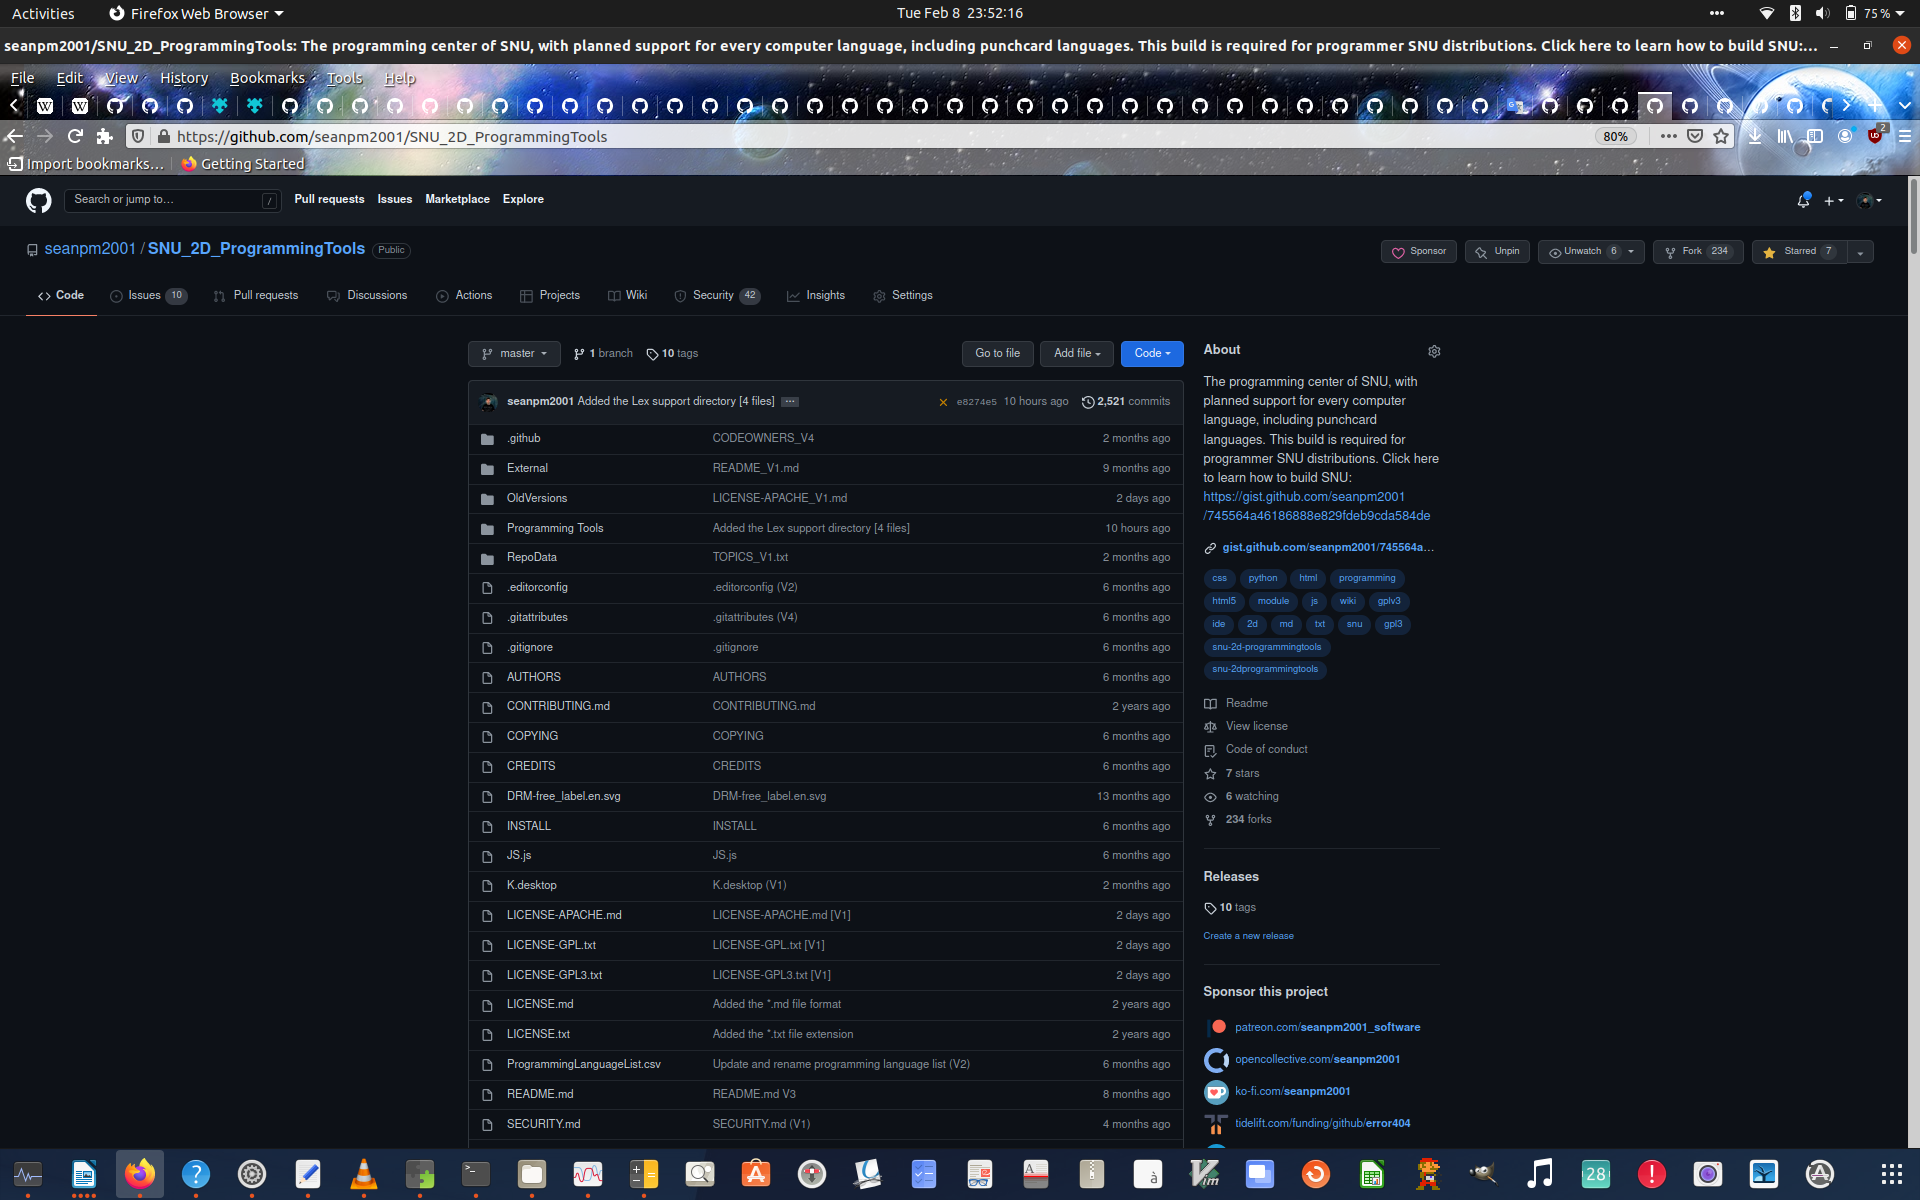 Activities
Firefox Web Browser
Tue Feb 8 23:52:16
75 %
seanpm2001/SNU_2D_ProgrammingTools: The programming center of SNU, with planned support for every computer language, including punchcard languages. This build is required for programmer SNU distributions. Click here to learn how to build SNU:...
File Edit View History Bookmarks Tools Help
https://github.com/seanpm2001/SNU_2D_ProgrammingTools
80%
2
Import bookmarks...
Getting Started
Search or jump to...
/
Pull requests Issues Marketplace Explore
seanpm2001 / SNU_2D_ProgrammingTools
Public
Sponsor
Unpin
Unwatch 6
Fork 234
Starred 7
Code
Issues 10
Pull requests
Discussions
Actions
Projects
Wiki
Security 42
Insights
Settings
master
1 branch
10 tags
Go to file
Add file
Code
seanpm2001 Added the Lex support directory [4 files] ...
e8274e5 10 hours ago
2,521 commits
.github CODEOWNERS_V4 2 months ago
External README_V1.md 9 months ago
OldVersions LICENSE-APACHE_V1.md 2 days ago
Programming Tools Added the Lex support directory [4 files] 10 hours ago
RepoData TOPICS_V1.txt 2 months ago
.editorconfig .editorconfig (V2) 6 months ago
.gitattributes .gitattributes (V4) 6 months ago
.gitignore .gitignore 6 months ago
AUTHORS AUTHORS 6 months ago
CONTRIBUTING.md CONTRIBUTING.md 2 years ago
COPYING COPYING 6 months ago
CREDITS CREDITS 6 months ago
DRM-free_label.en.svg DRM-free_label.en.svg 13 months ago
INSTALL INSTALL 6 months ago
JS.js JS.js 6 months ago
K.desktop K.desktop (V1) 2 months ago
LICENSE-APACHE.md LICENSE-APACHE.md [V1] 2 days ago
LICENSE-GPL.txt LICENSE-GPL.txt [V1] 2 days ago
LICENSE-GPL3.txt LICENSE-GPL3.txt [V1] 2 days ago
LICENSE.md Added the *.md file format 2 years ago
LICENSE.txt Added the *.txt file extension 2 years ago
ProgrammingLanguageList.csv Update and rename programming language list (V2) 6 months ago
README.md README.md V3 8 months ago
SECURITY.md SECURITY.md (V1) 4 months ago
About
The programming center of SNU, with
planned support for every computer
language, including punchcard
languages. This build is required for
programmer SNU distributions. Click here
to learn how to build SNU:
https://gist.github.com/seanpm2001
/745564a46186888e829fdeb9cda584de
gist.github.com/seanpm2001/745564a...
css python html programming
html5 module js wiki gplv3
ide 2d md txt snu gpl3
snu-2d-programmingtools
snu-2dprogrammingtools
Readme
View license
Code of conduct
7 stars
6 watching
234 forks
Releases
10 tags
Create a new release
Sponsor this project
patreon.com/seanpm2001_software
opencollective.com/seanpm2001
ko-fi.com/seanpm2001
tidelift.com/funding/github/error404
28